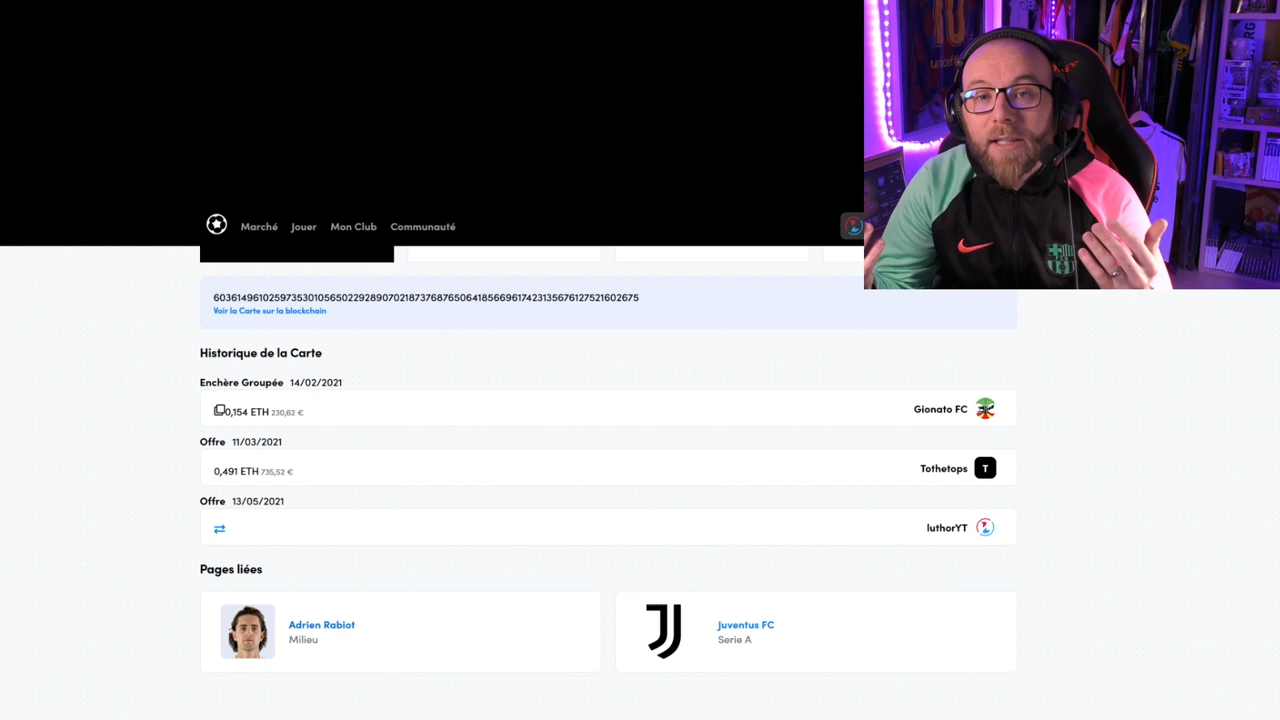 Marché Jouer Mon Club Communauté
60361496102597353010565022928907021873768765064185669617423135676127521602675
Voir la Carte sur la blockchain
Historique de la Carte
Enchère Groupée 14/02/2021
0,154 ETH 230,62 €
Gionato FC
Offre 11/03/2021
0,491 ETH 735,52 €
Tothetops
T
Offre 13/05/2021
luthorYT
Pages liées
Adrien Rabiot
Milieu
Juventus FC
Serie A